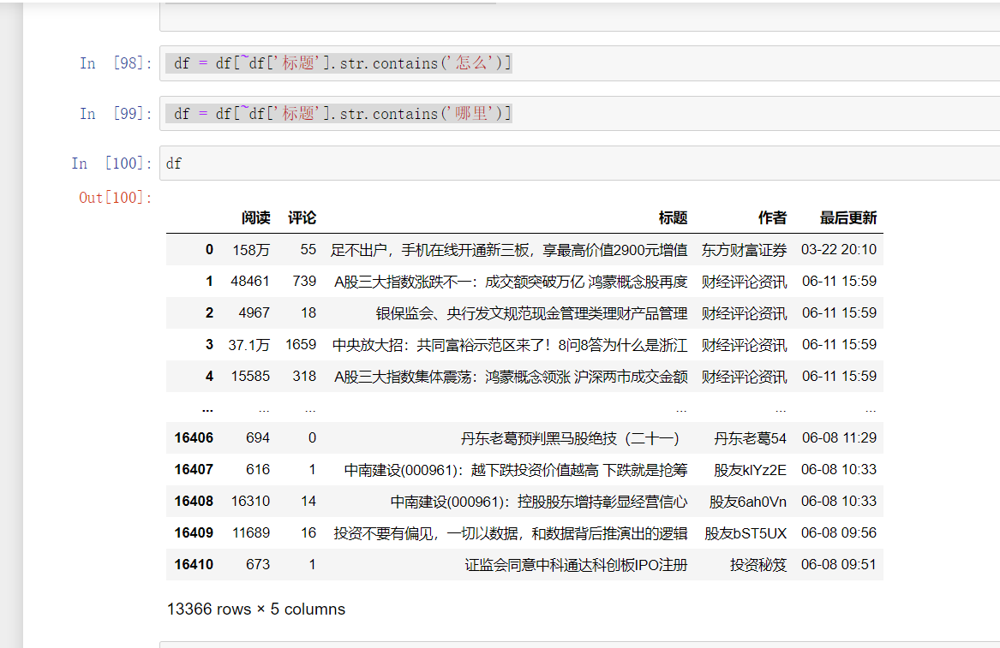 In [98]: df = df[~df['标题'].str.contains('怎么')]
In [99]: df = df[~df['标题'].str.contains('哪里')]
In [100]: df
Out[100]:
阅读 评论 标题 作者 最后更新
0 158万 55 足不出户，手机在线开通新三板，享最高价值2900元增值 东方财富证券 03-22 20:10
1 48461 739 A股三大指数涨跌不一：成交额突破万亿 鸿蒙概念股再度 财经评论资讯 06-11 15:59
2 4967 18 银保监会、央行发文规范现金管理类理财产品管理 财经评论资讯 06-11 15:59
3 37.1万 1659 中央放大招：共同富裕示范区来了！8问8答为什么是浙江 财经评论资讯 06-11 15:59
4 15585 318 A股三大指数集体震荡：鸿蒙概念领涨 沪深两市成交金额 财经评论资讯 06-11 15:59
... ... ... ... ... ...
16406 694 0 丹东老葛预判黑马股绝技（二十一） 丹东老葛54 06-08 11:29
16407 616 1 中南建设(000961)：越下跌投资价值越高 下跌就是抢筹 股友klYz2E 06-08 10:33
16408 16310 14 中南建设(000961)：控股股东增持彰显经营信心 股友6ah0Vn 06-08 10:33
16409 11689 16 投资不要有偏见，一切以数据，和数据背后推演出的逻辑 股友bST5UX 06-08 09:56
16410 673 1 证监会同意中科通达科创板IPO注册 投资秘笈 06-08 09:51
13366 rows × 5 columns